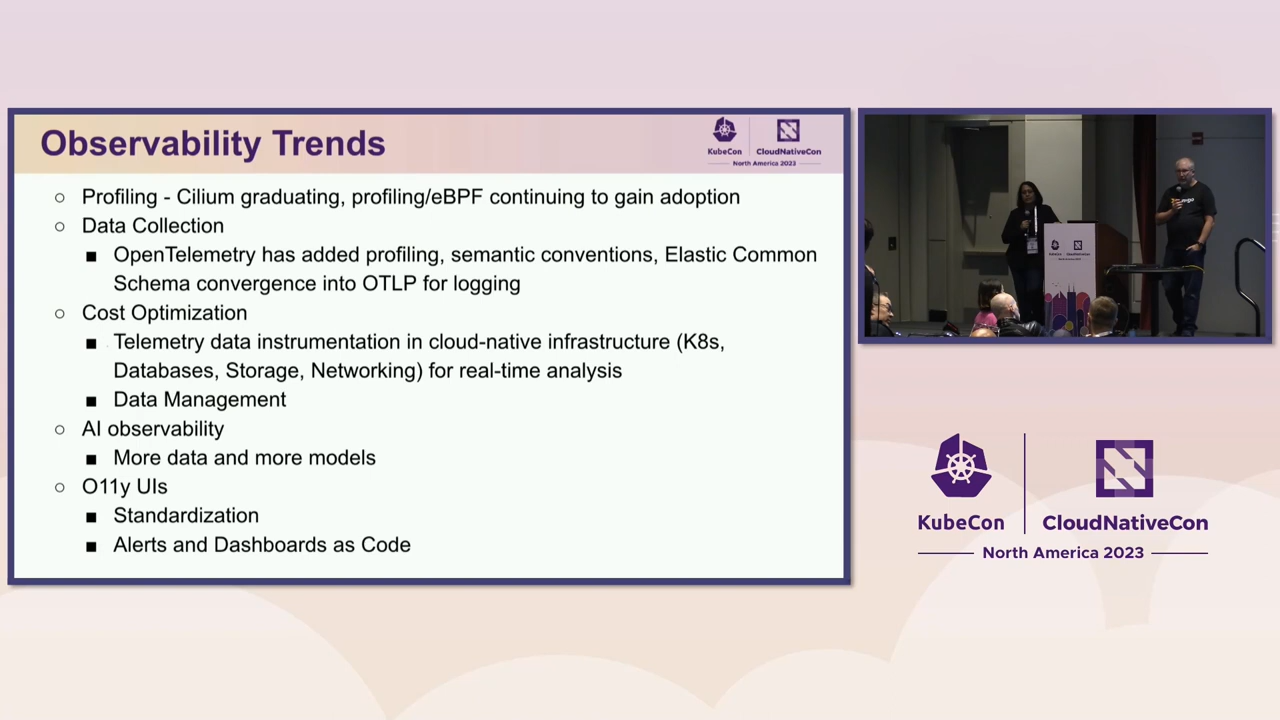 Observability Trends
KubeCon
CloudNativeCon
North America 2023
○ Profiling - Cilium graduating, profiling/eBPF continuing to gain adoption
○ Data Collection
■ OpenTelemetry has added profiling, semantic conventions, Elastic Common
Schema convergence into OTLP for logging
○ Cost Optimization
■ Telemetry data instrumentation in cloud-native infrastructure (K8s,
Databases, Storage, Networking) for real-time analysis
■ Data Management
○ AI observability
■ More data and more models
○ O11y UIs
■ Standardization
■ Alerts and Dashboards as Code
KubeCon
CloudNativeCon
North America 2023